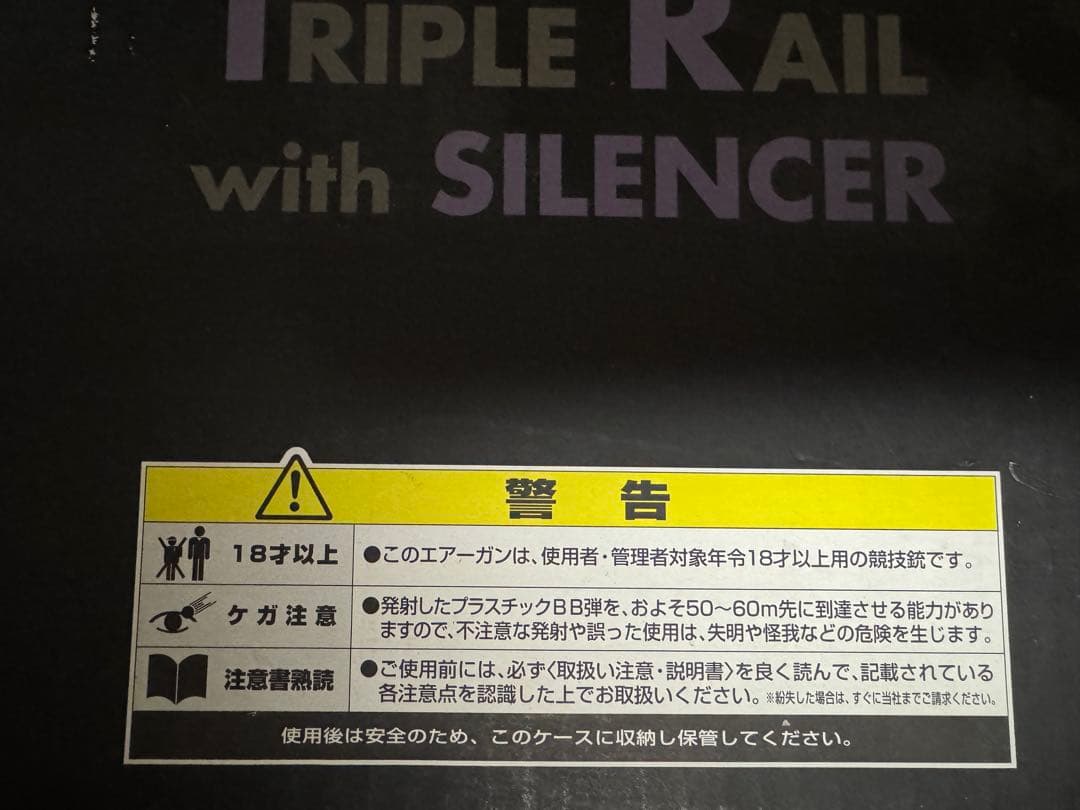 TRIPLE RAIL
with SILENCER
警告
18才以上
●このエアーガンは、使用者・管理者対象年令18才以上用の競技銃です。
ケガ注意
●発射したプラスチックBB弾を、およそ50〜60m先に到達させる能力があり
ますので、不注意な発射や誤った使用は、失明や怪我などの危険を生じます。
注意書熟読
●ご使用前には、必ず〈取扱い注意・説明書〉を良く読んで、記載されている
各注意点を認識した上でお取扱いください。※紛失した場合は、すぐに当社までご請求ください。
使用後は安全のため、このケースに収納し保管してください。